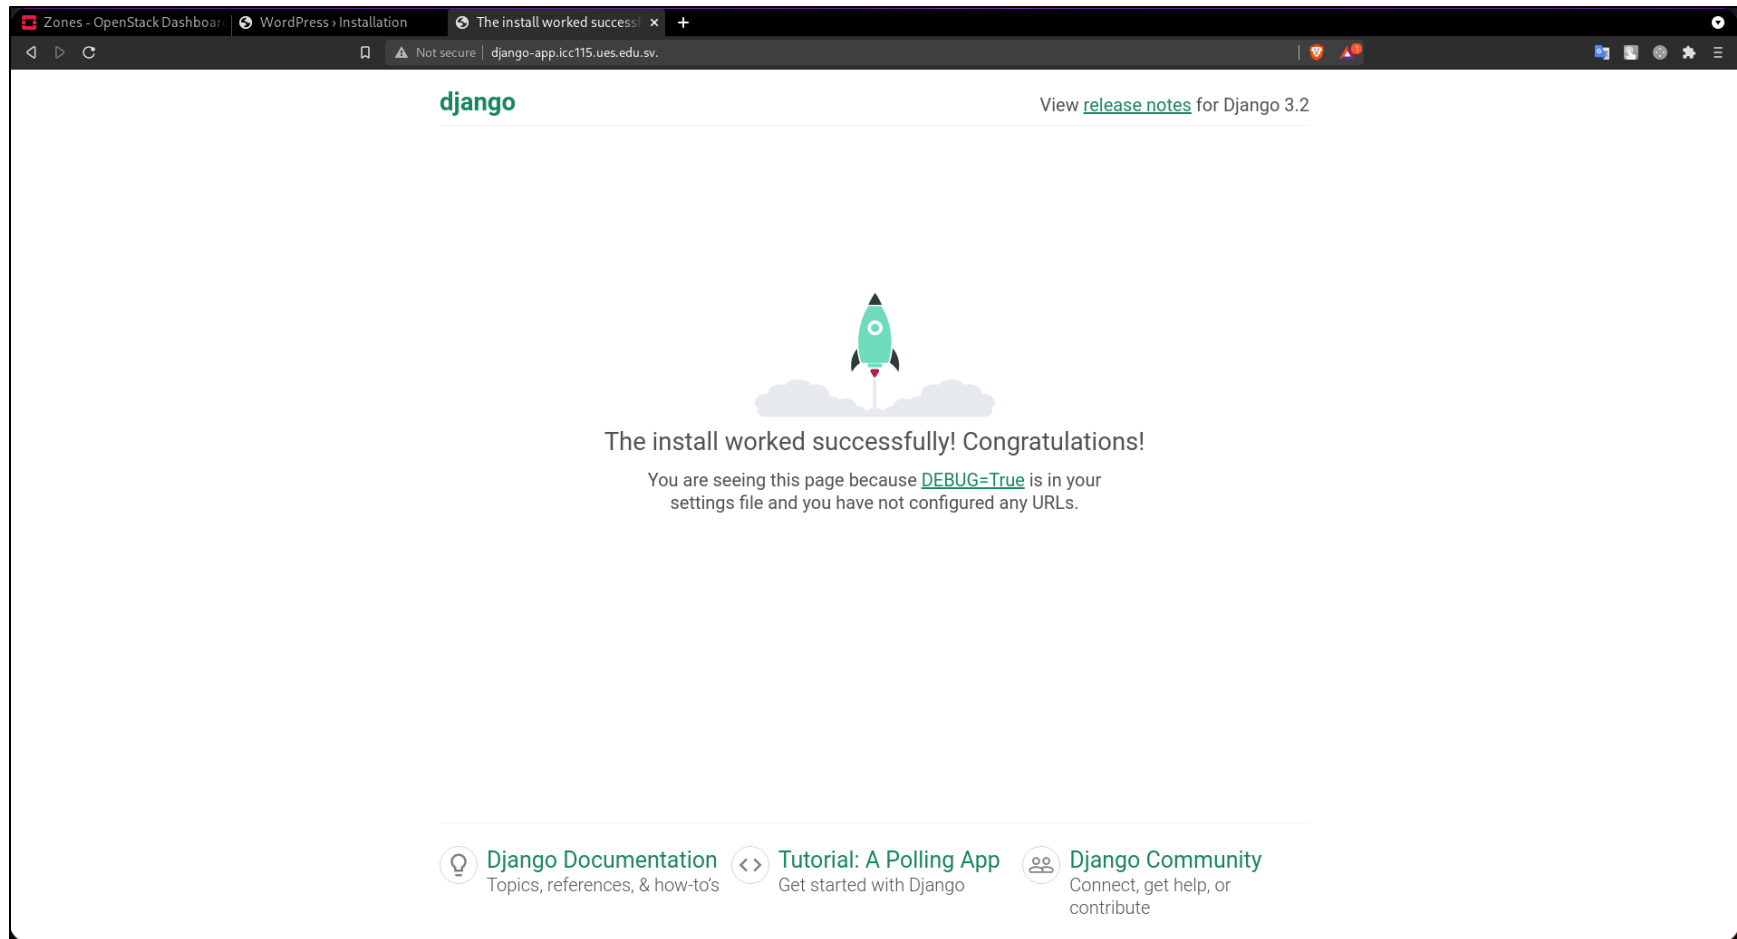 Zones - OpenStack Dashboar
WordPress › Installation
The install worked successf
Not secure
django-app.icc115.ues.edu.sv.
1
django
View release notes for Django 3.2
The install worked successfully! Congratulations!
You are seeing this page because DEBUG=True is in your
settings file and you have not configured any URLs.
Django Documentation
Topics, references, & how-to's
Tutorial: A Polling App
Get started with Django
Django Community
Connect, get help, or
contribute